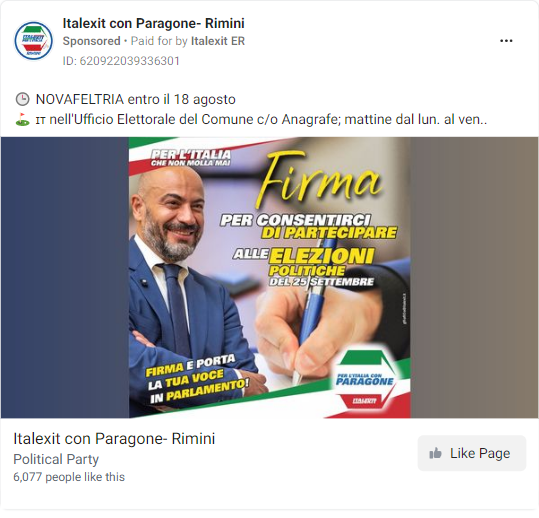 Italexit con Paragone- Rimini
Sponsored • Paid for by Italexit ER
ID: 620922039336301
NOVAFELTRIA entro il 18 agosto
ɪᴛ nell'Ufficio Elettorale del Comune c/o Anagrafe; mattine dal lun. al ven..
PER L'ITALIA
CHE NON MOLLA MAI
Firma
PER CONSENTIRCI
DI PARTECIPARE
ALLE ELEZIONI
POLITICHE
DEL 25 SETTEMBRE
FIRMA E PORTA
LA TUA VOCE
IN PARLAMENTO!
PER L'ITALIA CON
PARAGONE
ITALEXIT
Italexit con Paragone- Rimini
Political Party
6,077 people like this
Like Page